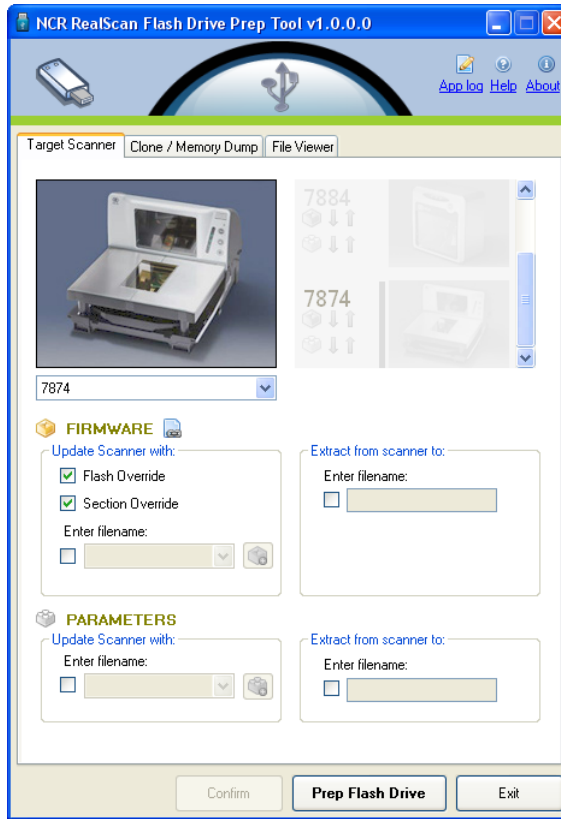 NCR RealScan Flash Drive Prep Tool v1.0.0.0
App log Help About
Target Scanner Clone / Memory Dump File Viewer
7884
7874
7874
FIRMWARE
Update Scanner with: Extract from scanner to:
Flash Override Enter filename:
Section Override
Enter filename:
PARAMETERS
Update Scanner with: Extract from scanner to:
Enter filename: Enter filename:
Confirm Prep Flash Drive Exit